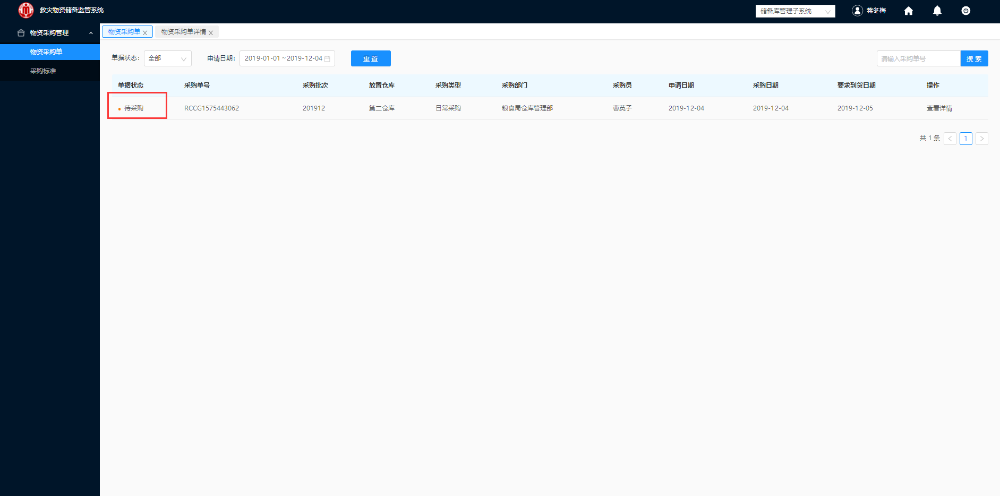 救灾物资储备监管系统
储备库管理子系统
蒋冬梅
物资采购管理
物资采购单
采购标准
物资采购单 物资采购单详情
单据状态： 全部 申请日期： 2019-01-01 ~ 2019-12-04 重 置 请输入采购单号 搜 索
单据状态 采购单号 采购批次 放置仓库 采购类型 采购部门 采购员 申请日期 采购日期 要求到货日期 操作
待采购 RCCG1575443062 201912 第二仓库 日常采购 粮食局仓库管理部 曹英子 2019-12-04 2019-12-04 2019-12-05 查看详情
共 1 条 < 1 >